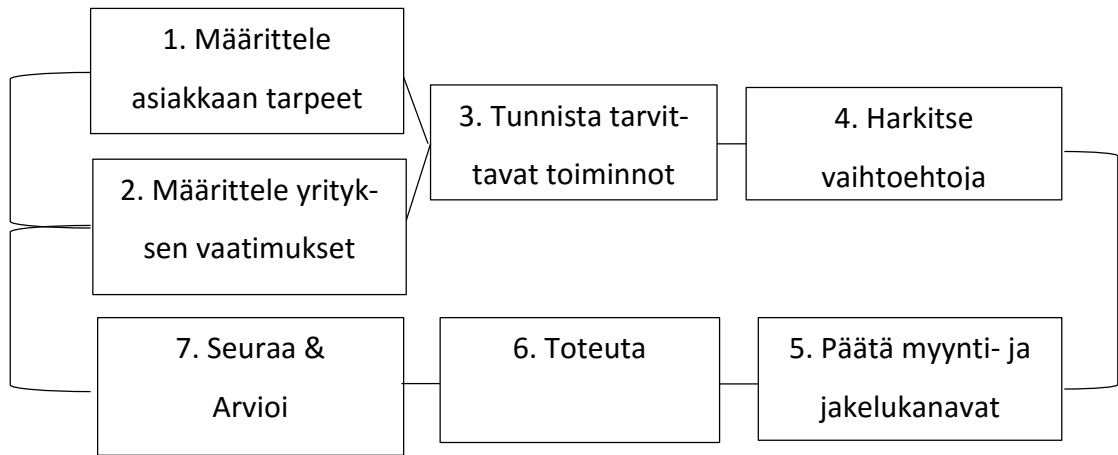 1. Määrittele
asiakkaan tarpeet
2. Määrittele yrityk-
sen vaatimukset
3. Tunnista tarvit-
tavat toiminnot
4. Harkitse
vaihtoehtoja
5. Päätä myynti- ja
jakelukanavat
6. Toteuta
7. Seuraa &
Arvioi